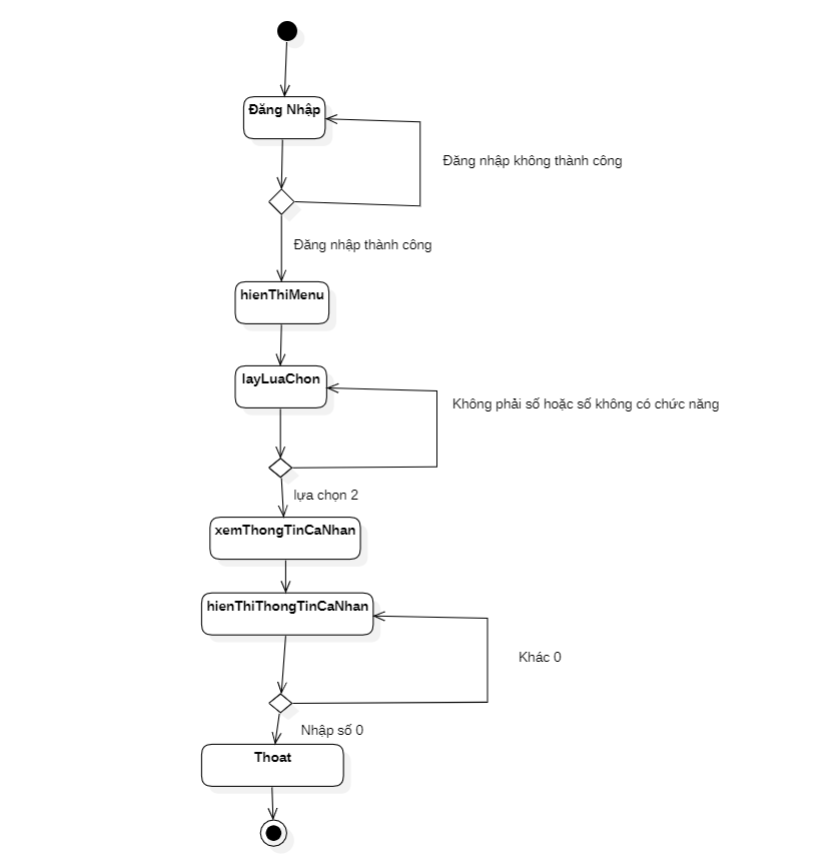 Đăng Nhập
Đăng nhập không thành công
Đăng nhập thành công
hienThiMenu
layLuaChon
Không phải số hoặc số không có chức năng
lựa chọn 2
xemThongTinCaNhan
hienThiThongTinCaNhan
Khác 0
Nhập số 0
Thoat